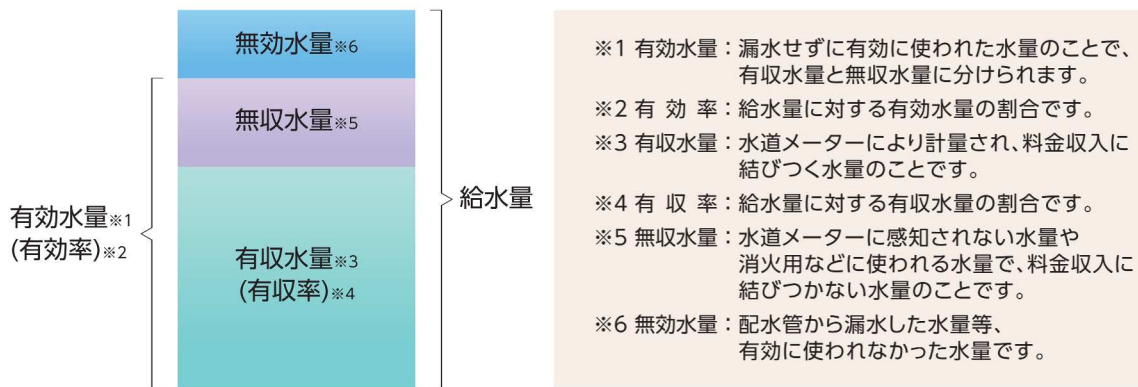 無効水量※6
無収水量※5
有効水量※1
(有効率)※2
有収水量※3
(有収率)※4
給水量
※1 有効水量：漏水せずに有効に使われた水量のことで、
有収水量と無収水量に分けられます。
※2 有 効 率：給水量に対する有効水量の割合です。
※3 有収水量：水道メーターにより計量され、料金収入に
結びつく水量のことです。
※4 有 収 率：給水量に対する有収水量の割合です。
※5 無収水量：水道メーターに感知されない水量や
消火用などに使われる水量で、料金収入に
結びつかない水量のことです。
※6 無効水量：配水管から漏水した水量等、
有効に使われなかった水量です。